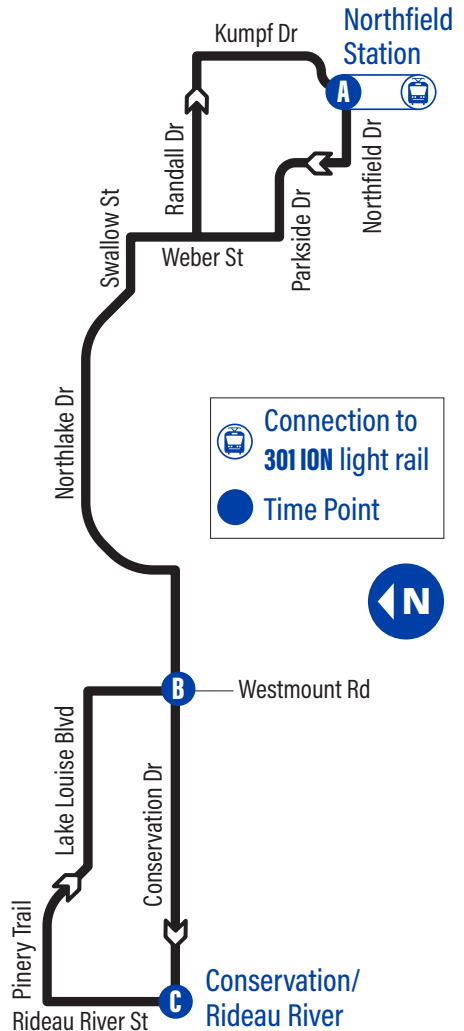 Kumpf Dr
Northfield
Station
A
Randall Dr
Northfield Dr
Parkside Dr
Swallow St
Weber St
Northlake Dr
Connection to
301 ION light rail
Time Point
N
B
Westmount Rd
Lake Louise Blvd
Conservation Dr
Pinery Trail
C
Conservation/
Rideau River
Rideau River St